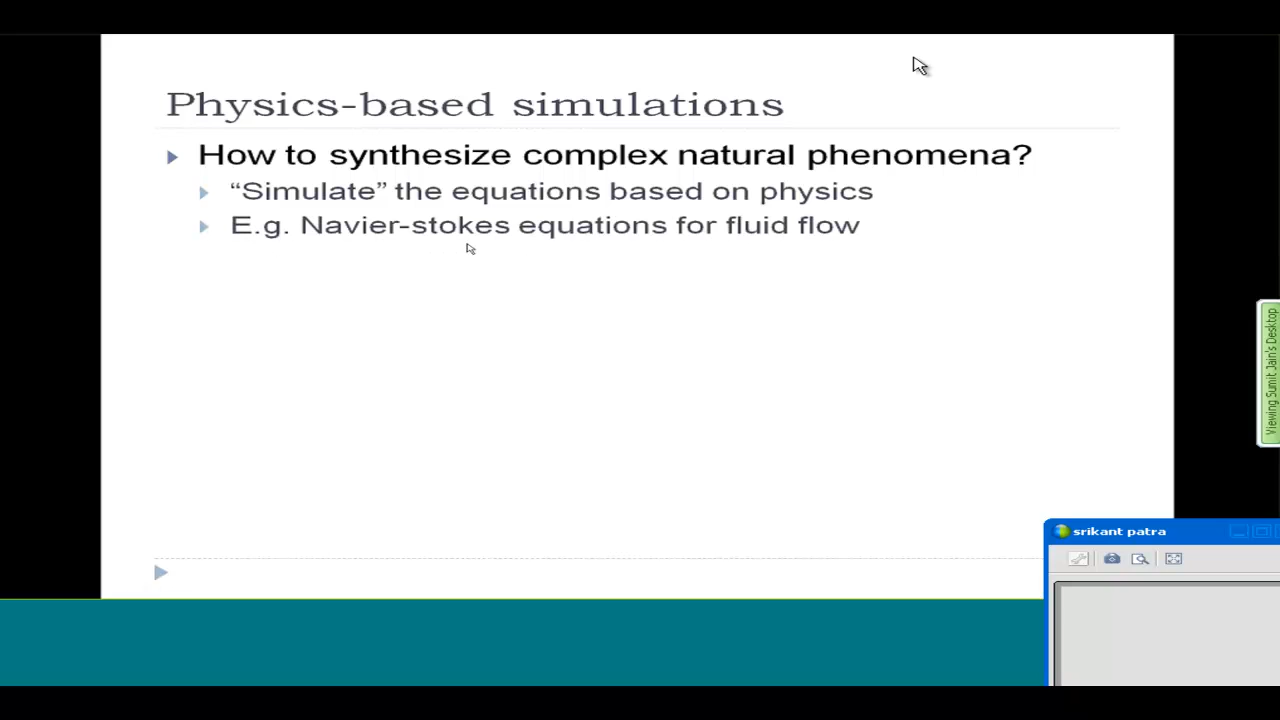 Physics-based simulations
How to synthesize complex natural phenomena?
“Simulate” the equations based on physics
E.g. Navier-stokes equations for fluid flow
Viewing Sumit Jain's Desktop
srikant patra